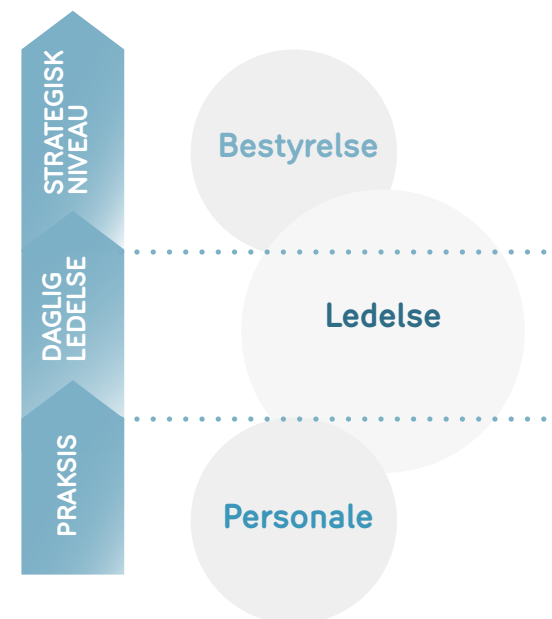 STRATEGISK
NIVEAU
Bestyrelse
DAGLIG
LEDELSE
Ledelse
PRAKSIS
Personale